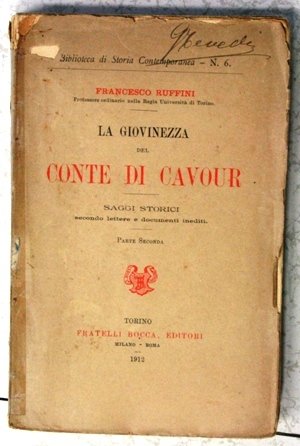 Biblioteca di Storia Contemporanea - N. 6.
FRANCESCO RUFFINI
Professore ordinario nella Regia Università di Torino.
LA GIOVINEZZA
DEL
CONTE DI CAVOUR
SAGGI STORICI
secondo lettere e documenti inediti.
PARTE SECONDA
TORINO
FRATELLI BOCCA, EDITORI
MILANO - ROMA
1912